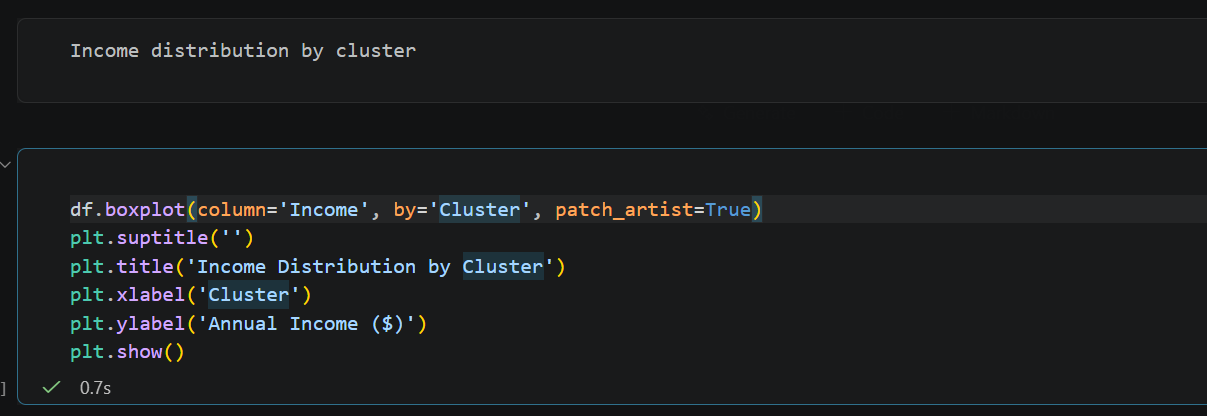 Income distribution by cluster
df.boxplot(column='Income', by='Cluster', patch_artist=True)
plt.suptitle('')
plt.title('Income Distribution by Cluster')
plt.xlabel('Cluster')
plt.ylabel('Annual Income ($)')
plt.show()
] ✓ 0.7s